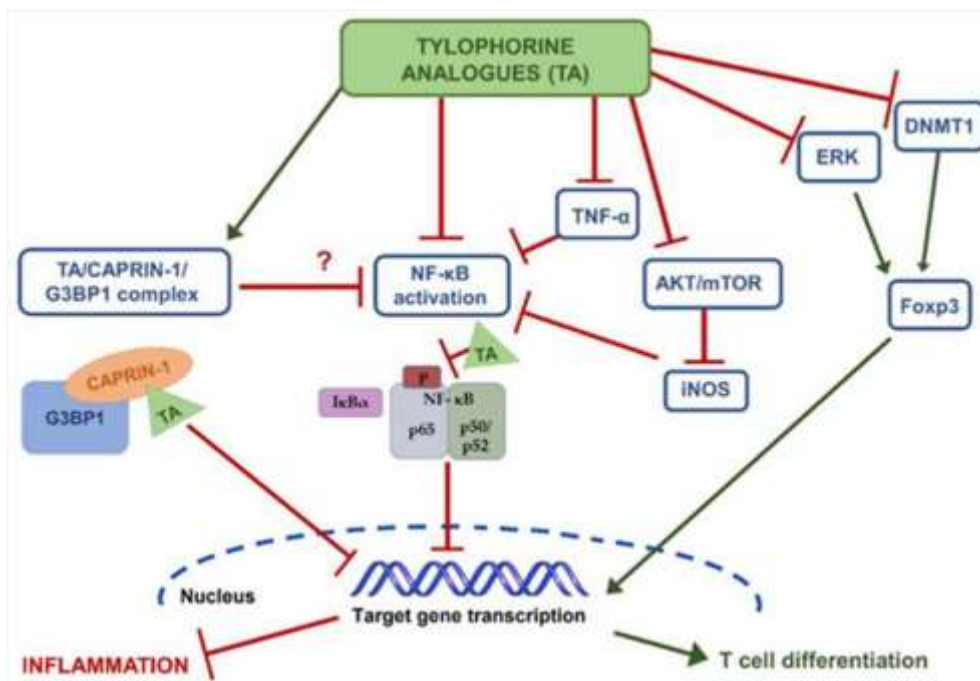 TYLOPHORINE
ANALOGUES (TA)
DNMT1
ERK
TNF-α
?
TA/CAPRIN-1/
G3BP1 complex
NF-κB
activation
AKT/mTOR
Foxp3
TA
CAPRIN-1
P
iNOS
IκBα
NF-κB
G3BP1
TA
p65
p50/
p52
Nucleus
Target gene transcription
INFLAMMATION
T cell differentiation